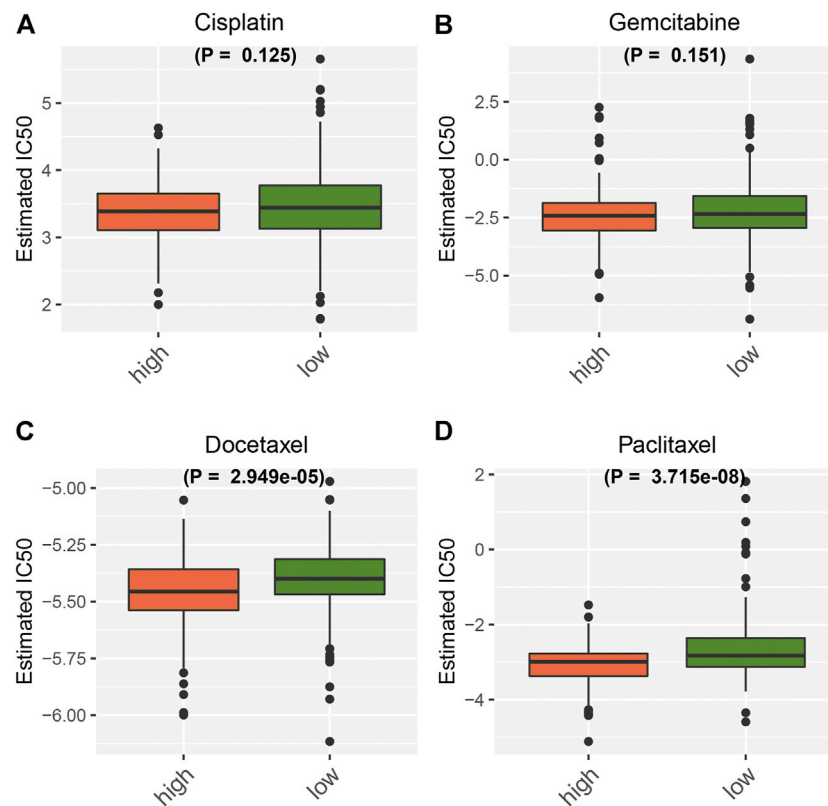 A
Cisplatin
(P =  0.125)
Estimated IC50
5
4
3
2
high
low
B
Gemcitabine
(P =  0.151)
Estimated IC50
2.5
0.0
−2.5
−5.0
high
low
C
Docetaxel
(P =  2.949e-05)
Estimated IC50
−5.00
−5.25
−5.50
−5.75
−6.00
high
low
D
Paclitaxel
(P =  3.715e-08)
Estimated IC50
2
0
−2
−4
high
low